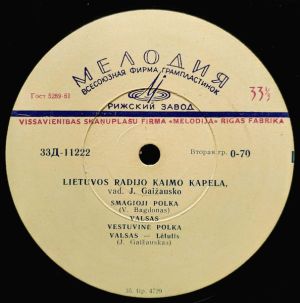 МЕЛОДИЯ
ВСЕСОЮЗНАЯ ФИРМА ГРАМПЛАСТИНОК
Гост 5289-61
РИЖСКИЙ ЗАВОД
33⅓
VISSAVIENĪBAS SKAŅUPLAŠU FIRMA «MELODIJA» RĪGAS FABRIKA
33Д-11222
Вторая гр. 0-70
LIETUVOS RADIJO KAIMO KAPELA,
vad. J. Gaižausko
SMAGIOJI POLKA
(V. Bagdonas)
VALSAS
VESTUVINĖ POLKA
VALSAS — Lėtulis
(J. Gaižauskas)